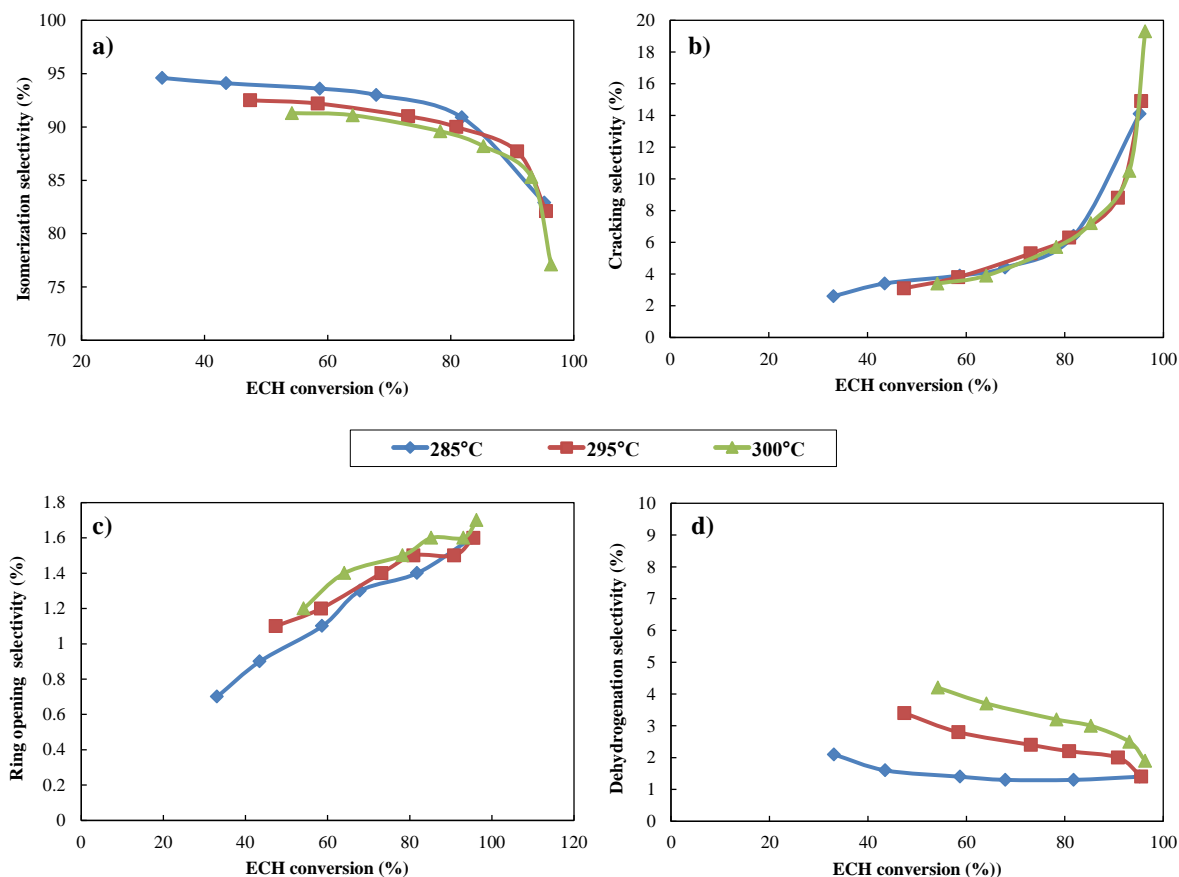 a)
Isomerization selectivity (%)
100
95
90
85
80
75
70
20 40 60 80 100
ECH conversion (%)
b)
Cracking selectivity (%)
20
18
16
14
12
10
8
6
4
2
0
0 20 40 60 80 100
ECH conversion (%)
285°C 295°C 300°C
c)
Ring opening selectivity (%)
1.8
1.6
1.4
1.2
1
0.8
0.6
0.4
0.2
0
0 20 40 60 80 100 120
ECH conversion (%)
d)
Dehydrogenation selectivity (%)
10
9
8
7
6
5
4
3
2
1
0
0 20 40 60 80 100
ECH conversion (%))